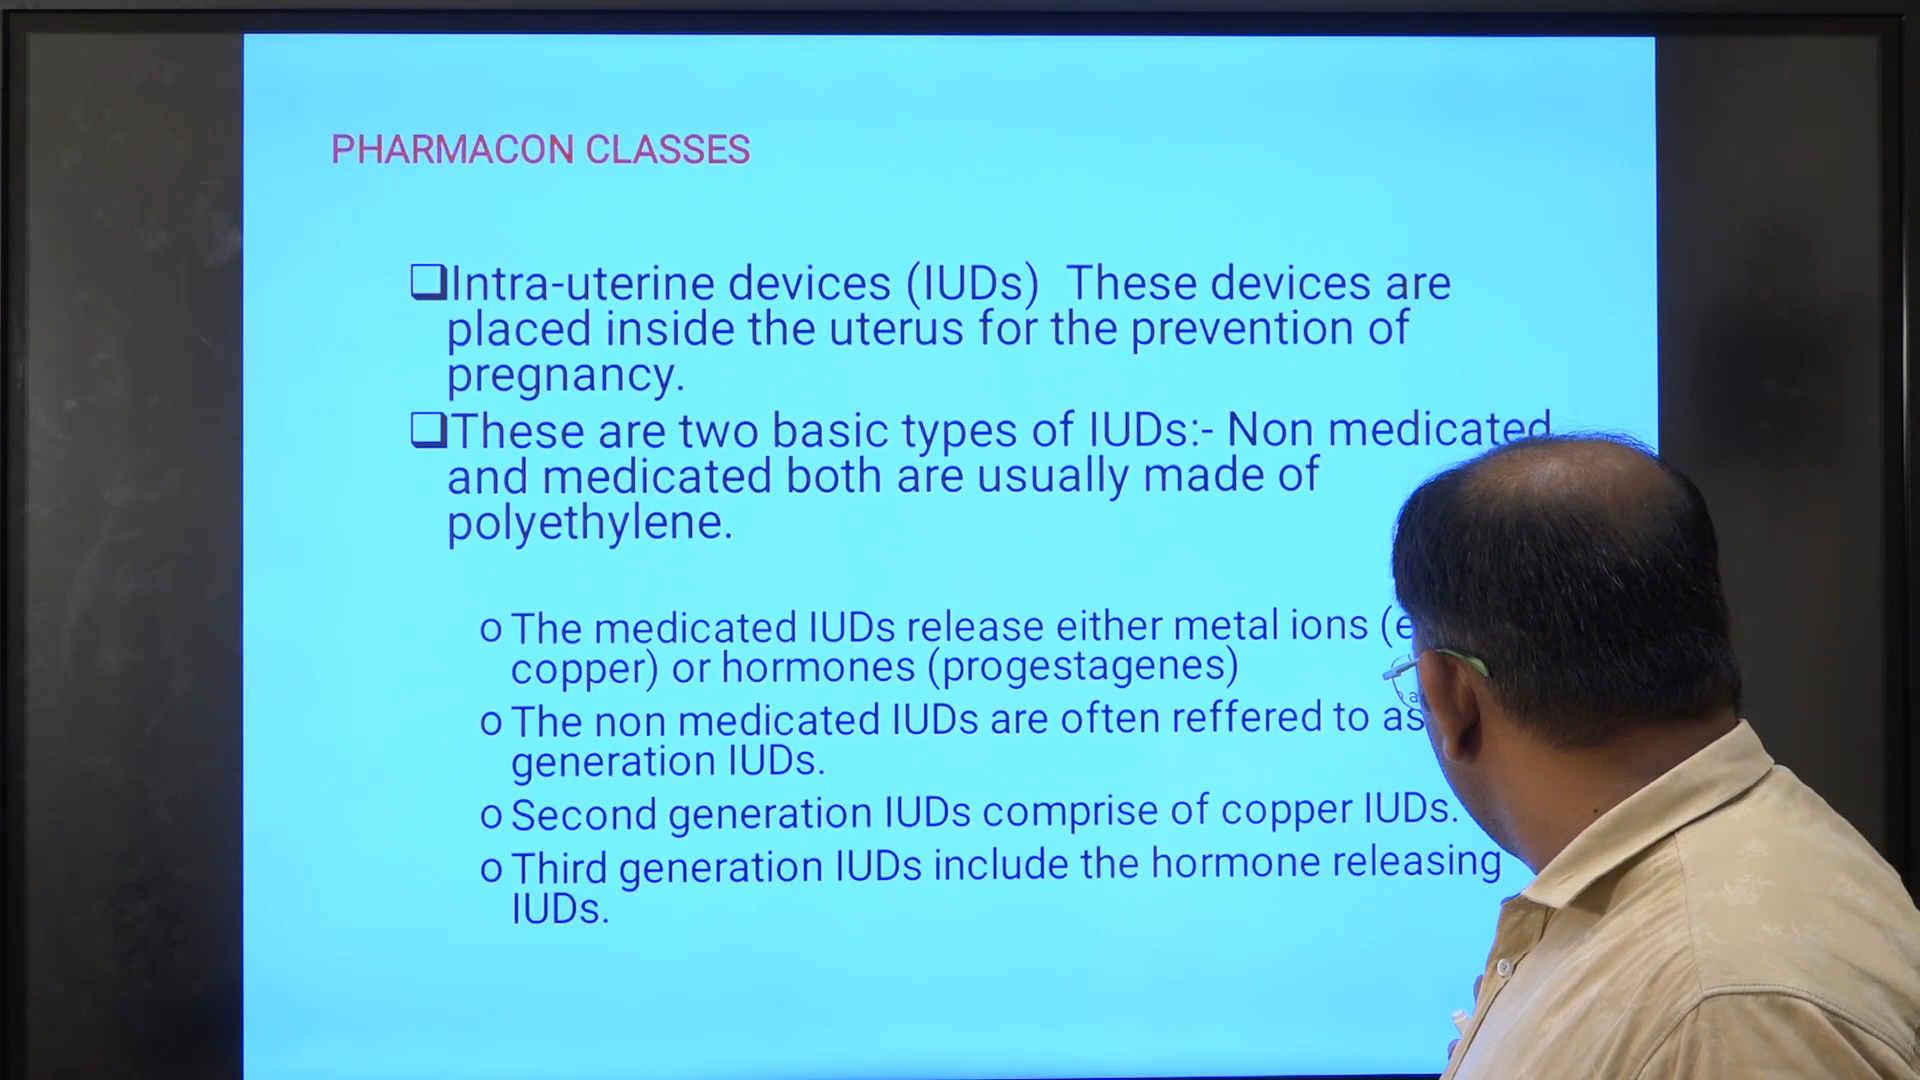 PHARMACON CLASSES
❑Intra-uterine devices (IUDs) These devices are
placed inside the uterus for the prevention of
pregnancy.
❑These are two basic types of IUDs:- Non medicated
and medicated both are usually made of
polyethylene.
o The medicated IUDs release either metal ions (
copper) or hormones (progestagenes)
o The non medicated IUDs are often reffered to as
generation IUDs.
o Second generation IUDs comprise of copper IUDs.
o Third generation IUDs include the hormone releasing
IUDs.